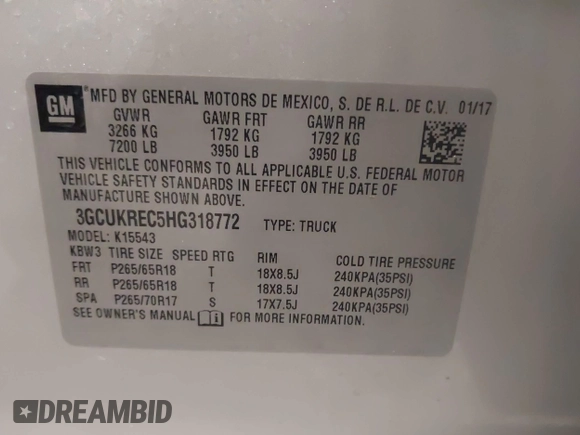 GM
MFD BY GENERAL MOTORS DE MEXICO, S. DE R.L. DE C.V. 01/17
GVWR GAWR FRT GAWR RR
3266 KG 1792 KG 1792 KG
7200 LB 3950 LB 3950 LB
THIS VEHICLE CONFORMS TO ALL APPLICABLE U.S. FEDERAL MOTOR
VEHICLE SAFETY STANDARDS IN EFFECT ON THE DATE OF
MANUFACTURE SHOWN ABOVE.
3GCUKREC5HG318772 TYPE: TRUCK
MODEL: K15543
KBW3 TIRE SIZE SPEED RTG RIM COLD TIRE PRESSURE
FRT P265/65R18 T 18X8.5J 240KPA(35PSI)
RR P265/65R18 T 18X8.5J 240KPA(35PSI)
SPA P265/70R17 S 17X7.5J 240KPA(35PSI)
SEE OWNER'S MANUAL FOR MORE INFORMATION.
DREAMBID